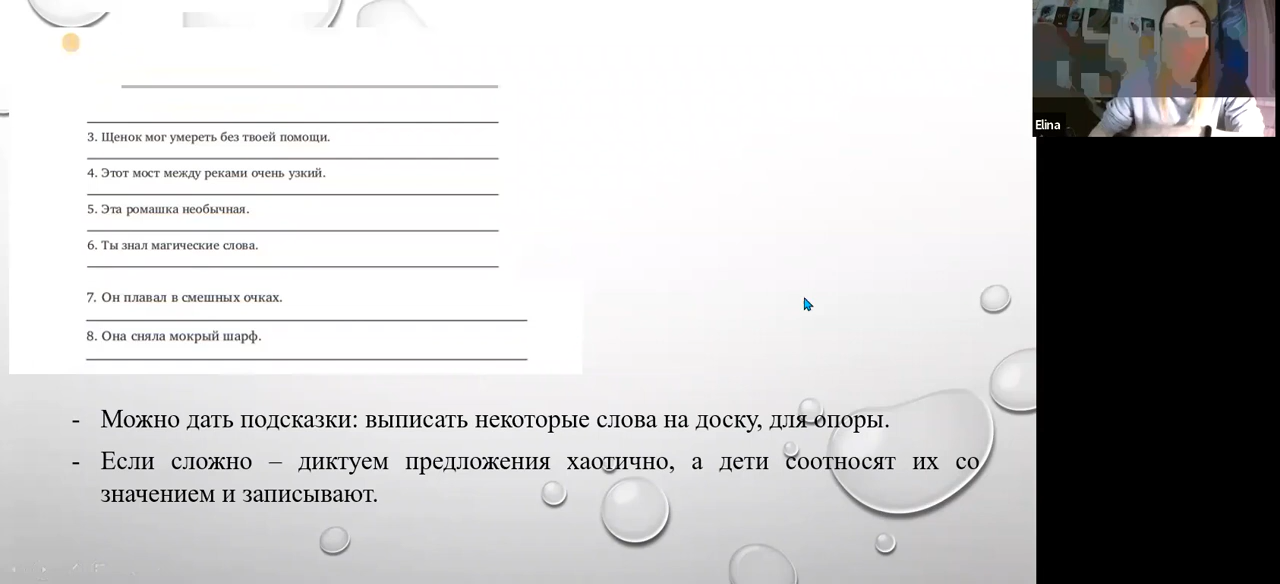 3. Щенок мог умереть без твоей помощи.
4. Этот мост между реками очень узкий.
5. Эта ромашка необычная.
6. Ты знал магические слова.
7. Он плавал в смешных очках.
8. Она сняла мокрый шарф.
- Можно дать подсказки: выписать некоторые слова на доску, для опоры.
- Если сложно – диктуем предложения хаотично, а дети соотносят их со
значением и записывают.
Elina